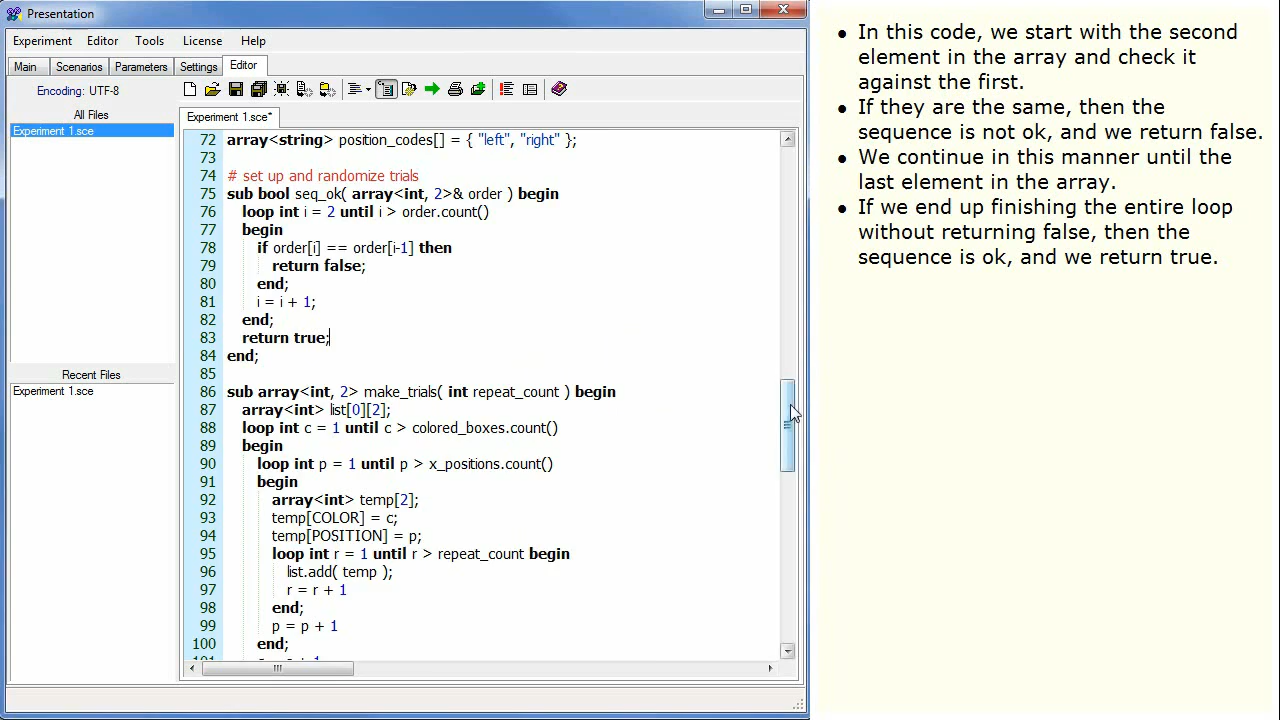 Presentation
Experiment Editor Tools License Help
Main Scenarios Parameters Settings Editor
Encoding: UTF-8
All Files
Experiment 1.sce
Recent Files
Experiment 1.sce
Experiment 1.sce*
72 array<string> position_codes[] = { "left", "right" };
73
74 # set up and randomize trials
75 sub bool seq_ok( array<int, 2>& order ) begin
76 loop int i = 2 until i > order.count()
77 begin
78 if order[i] == order[i-1] then
79 return false;
80 end;
81 i = i + 1;
82 end;
83 return true;
84 end;
85
86 sub array<int, 2> make_trials( int repeat_count ) begin
87 array<int> list[0][2];
88 loop int c = 1 until c > colored_boxes.count()
89 begin
90 loop int p = 1 until p > x_positions.count()
91 begin
92 array<int> temp[2];
93 temp[COLOR] = c;
94 temp[POSITION] = p;
95 loop int r = 1 until r > repeat_count begin
96 list.add( temp );
97 r = r + 1
98 end;
99 p = p + 1
100 end;
• In this code, we start with the second
element in the array and check it
against the first.
• If they are the same, then the
sequence is not ok, and we return false.
• We continue in this manner until the
last element in the array.
• If we end up finishing the entire loop
without returning false, then the
sequence is ok, and we return true.